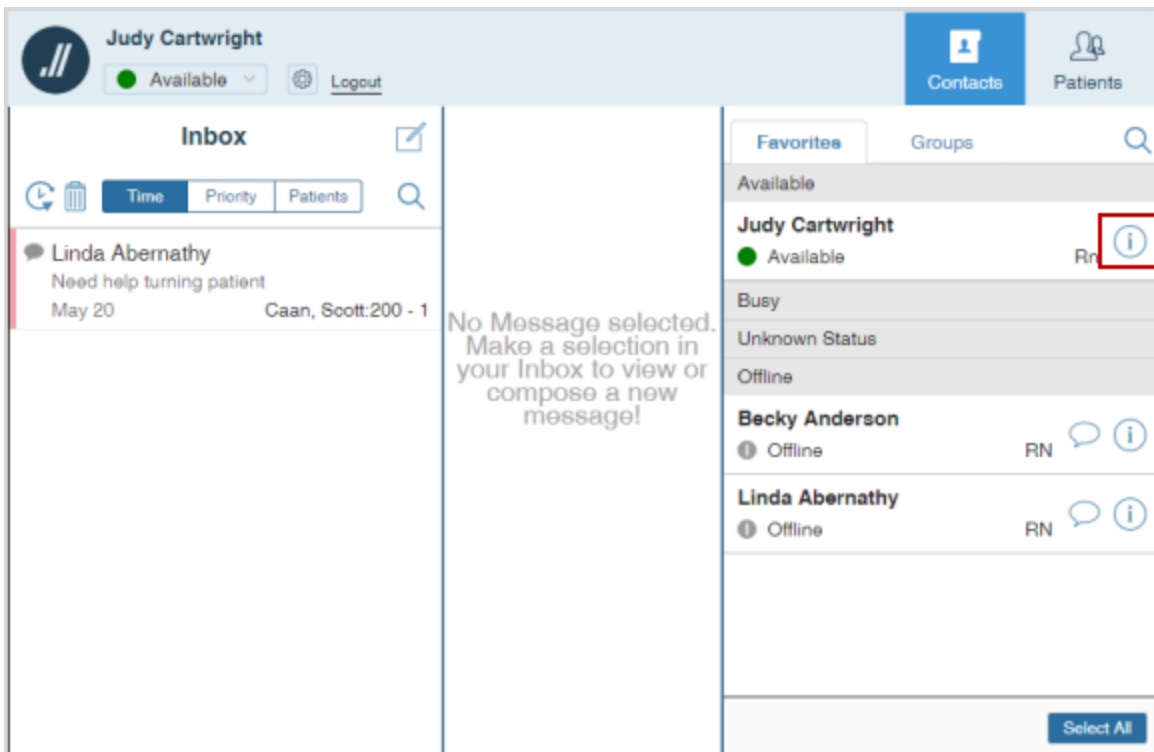 Judy Cartwright
Available
Logout
Contacts
Patients
Inbox
Time Priority Patients
Linda Abernathy
Need help turning patient
May 20 Caan, Scott:200 - 1
No Message selected.
Make a selection in
your Inbox to view or
compose a new
message!
Favorites Groups
Available
Judy Cartwright
Available Rn
Busy
Unknown Status
Offline
Becky Anderson
Offline RN
Linda Abernathy
Offline RN
Select All